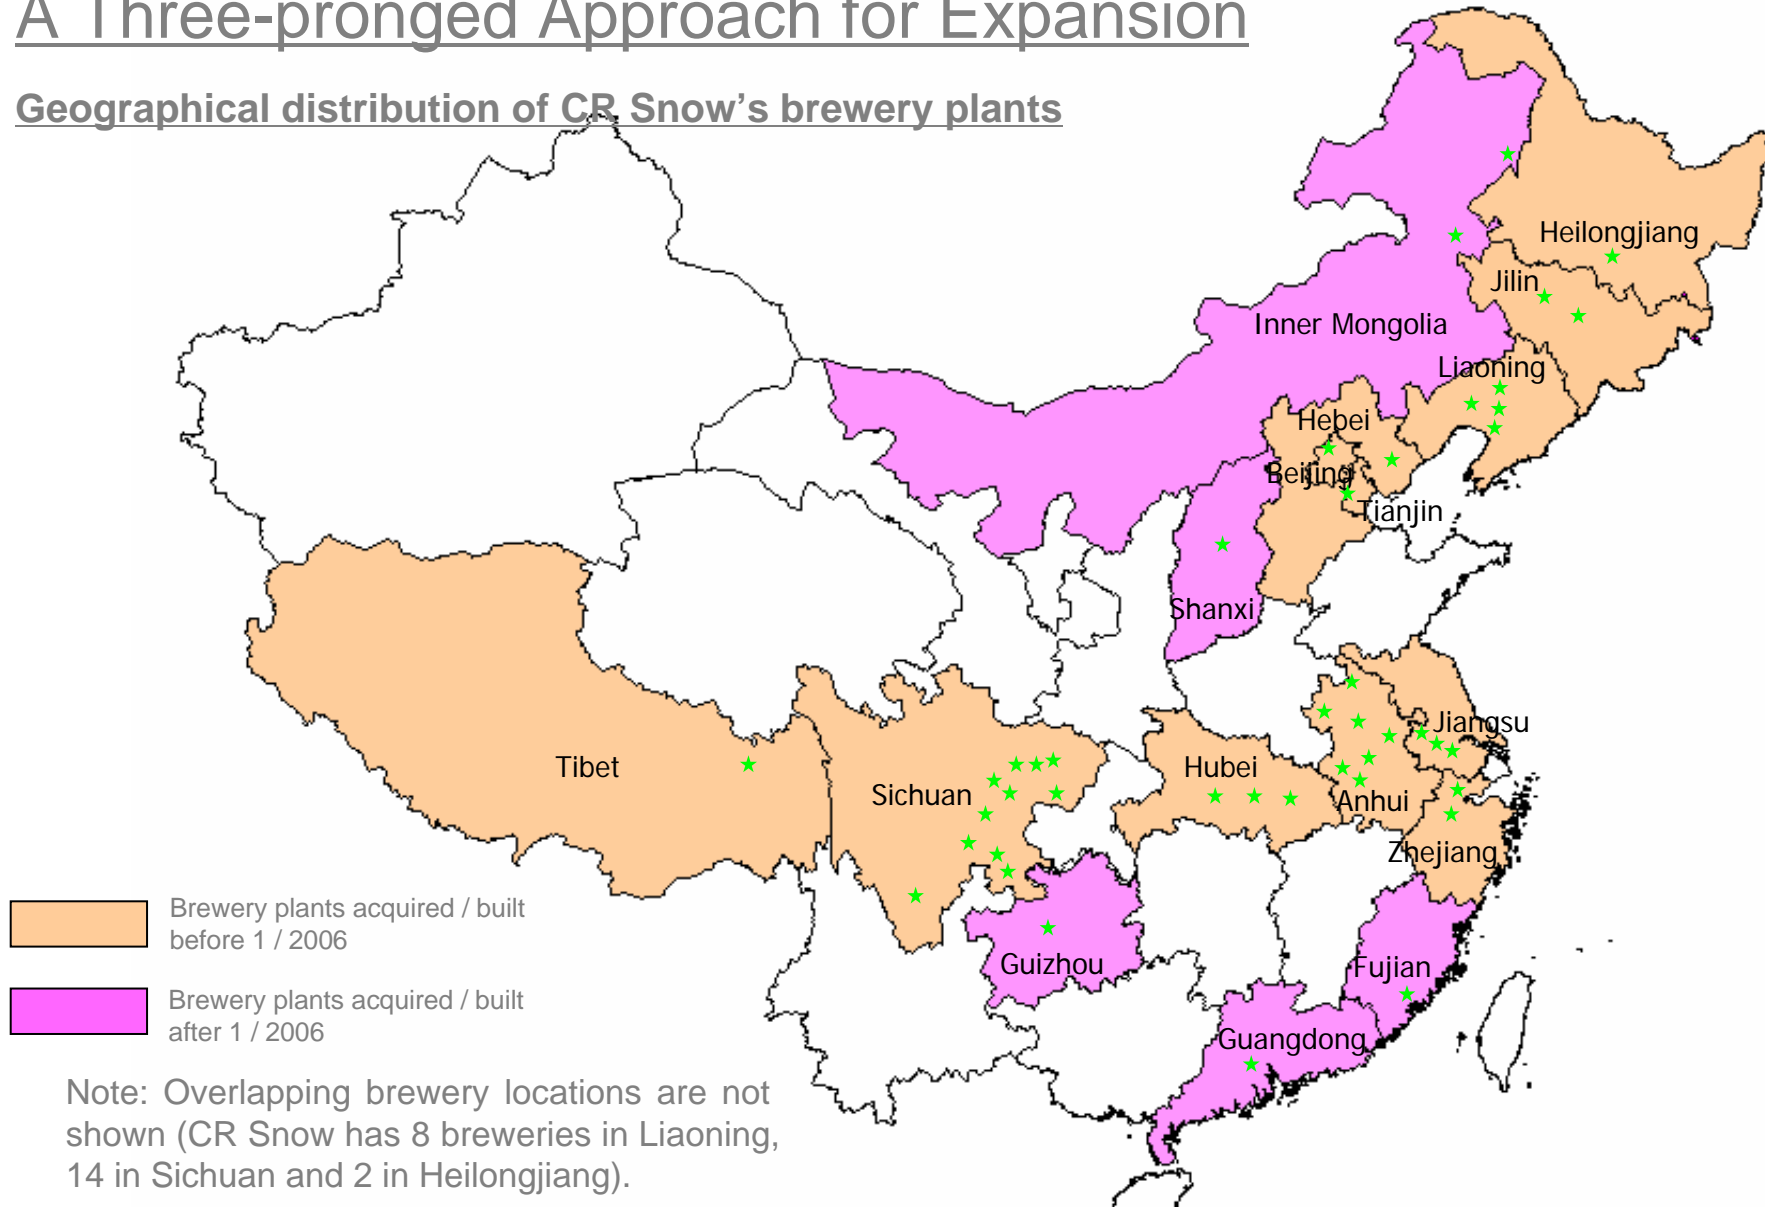 A Three-pronged Approach for Expansion
Geographical distribution of CR Snow's brewery plants
Heilongjiang
Jilin
Inner Mongolia
Liaoning
Hebei
Beijing
Tianjin
Shanxi
Jiangsu
Tibet
Sichuan
Hubei
Anhui
Zhejiang
Guizhou
Fujian
Guangdong
Brewery plants acquired / built
before 1 / 2006
Brewery plants acquired / built
after 1 / 2006
Note: Overlapping brewery locations are not
shown (CR Snow has 8 breweries in Liaoning,
14 in Sichuan and 2 in Heilongjiang).